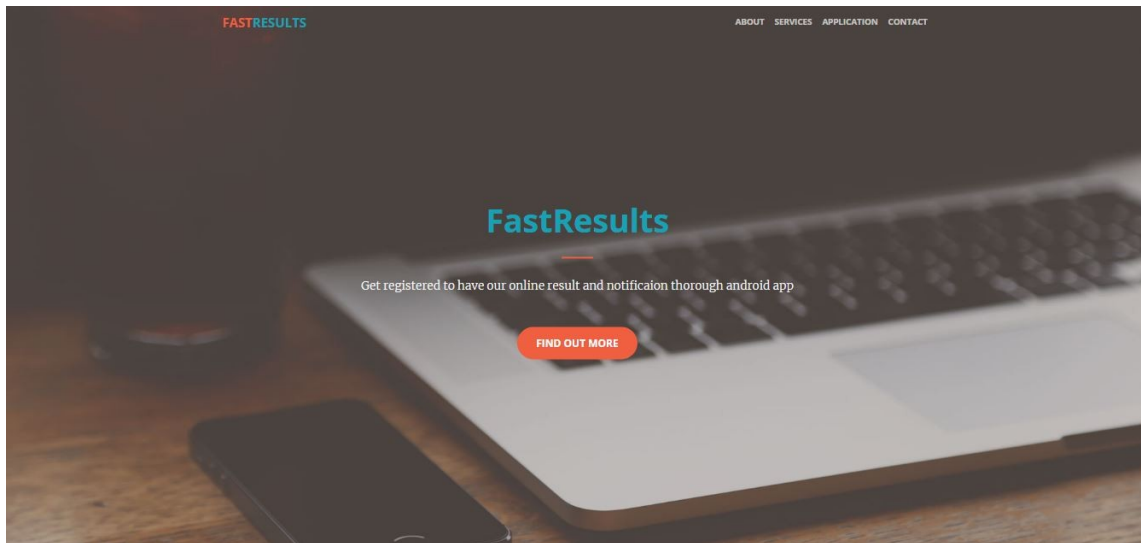 FASTRESULTS
ABOUT SERVICES APPLICATION CONTACT
FastResults
Get registered to have our online result and notificaion thorough android app
FIND OUT MORE